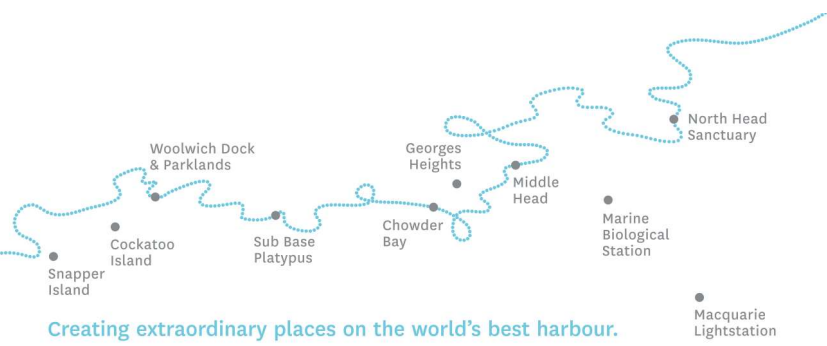 Woolwich Dock
& Parklands
Georges
Heights
North Head
Sanctuary
Middle
Head
Chowder
Bay
Marine
Biological
Station
Sub Base
Platypus
Cockatoo
Island
Snapper
Island
Macquarie
Lightstation
Creating extraordinary places on the world's best harbour.